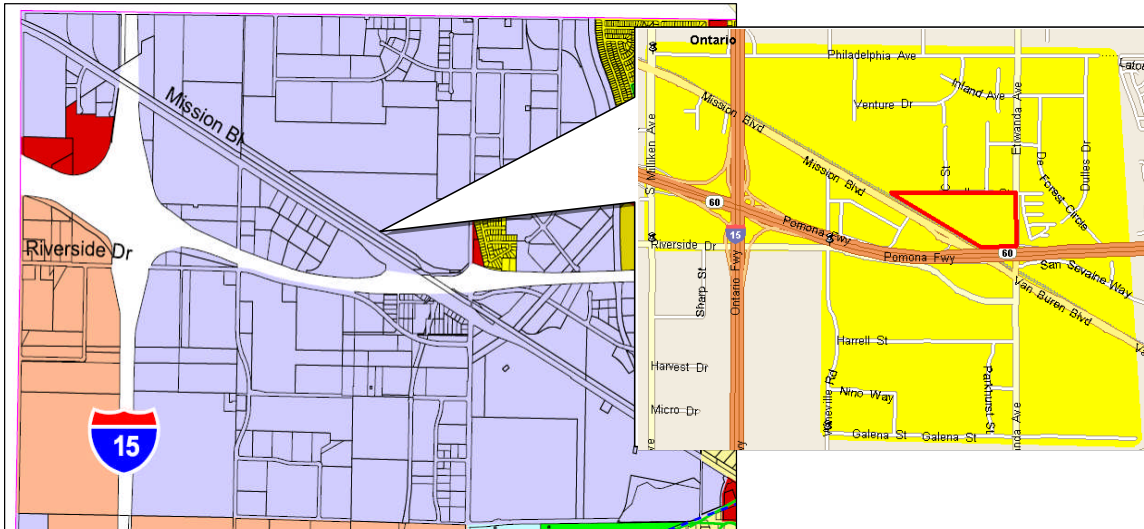 Mission Bl
Riverside Dr
15
Ontario
Philadelphia Ave
Inland Ave
Venture Dr
Mission Blvd
S Milliken Ave
Etiwanda Ave
De Forest Circle
Dulles Dr
Mission Blvd
C St
60
Pomona Fwy
15
Riverside Dr
Pomona Fwy
60
San Sevaine Way
Sharp St
Ontario Fwy
Van Buren Blvd
Harrell St
Harvest Dr
Nino Way
Parkhurst St
Micro Dr
Galena St
Galena St